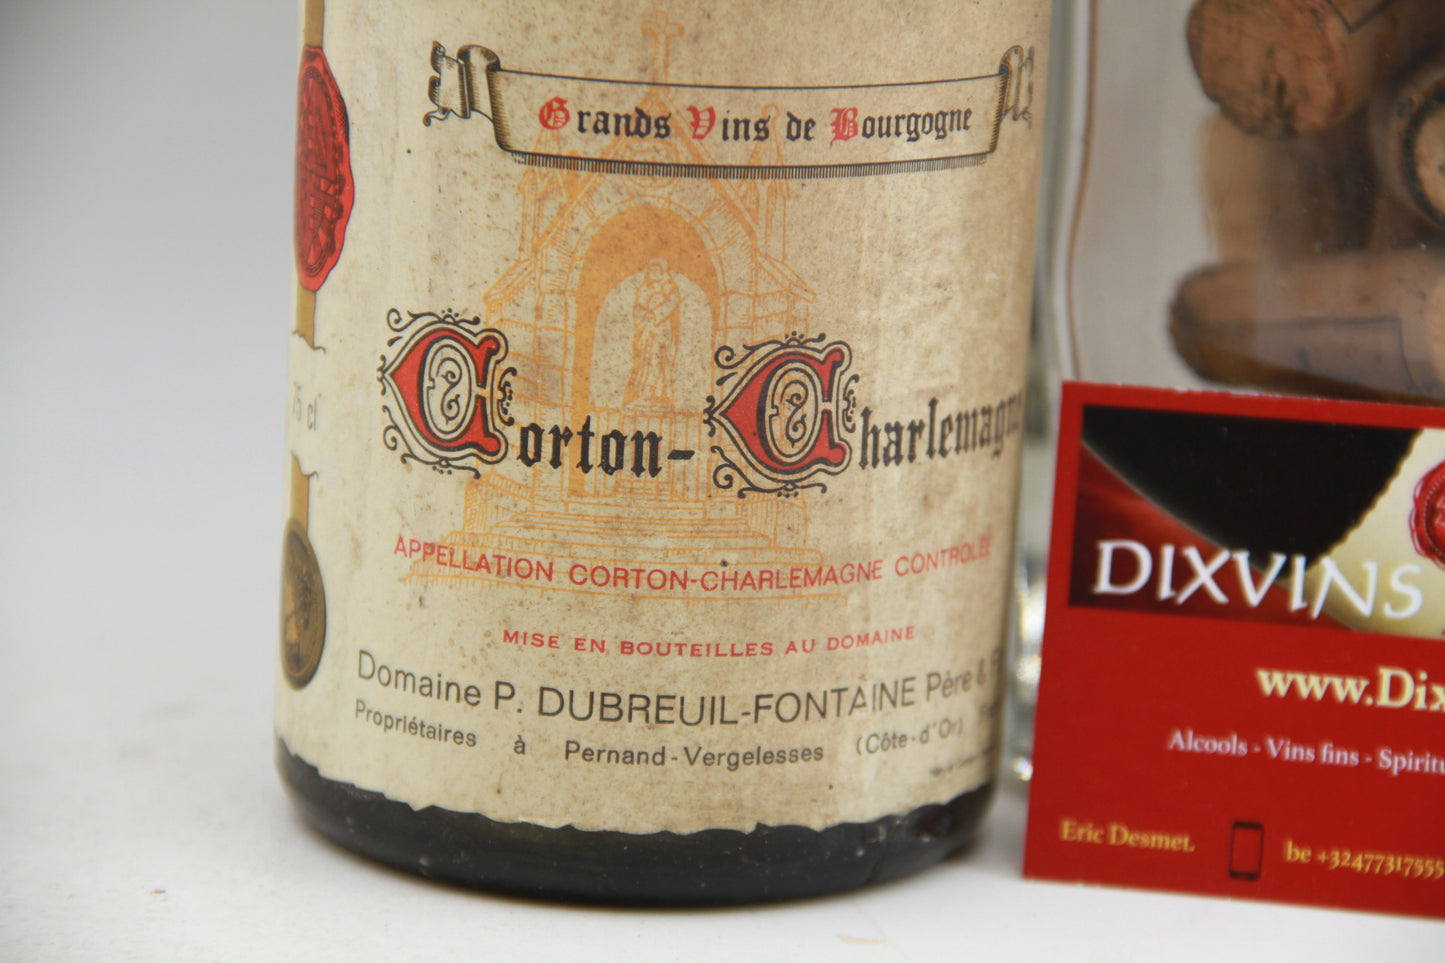 Grands Vins de Bourgogne
75 cl
Corton-Charlemagne
APPELLATION CORTON-CHARLEMAGNE CONTROLÉE
MISE EN BOUTEILLES AU DOMAINE
Domaine P. DUBREUIL-FONTAINE Père &
Propriétaires à Pernand-Vergelesses (Côte-d'Or)
DIXVINS
www.Dix
Alcools - Vins fins - Spiritu
Eric Desmet.
be +32477317555